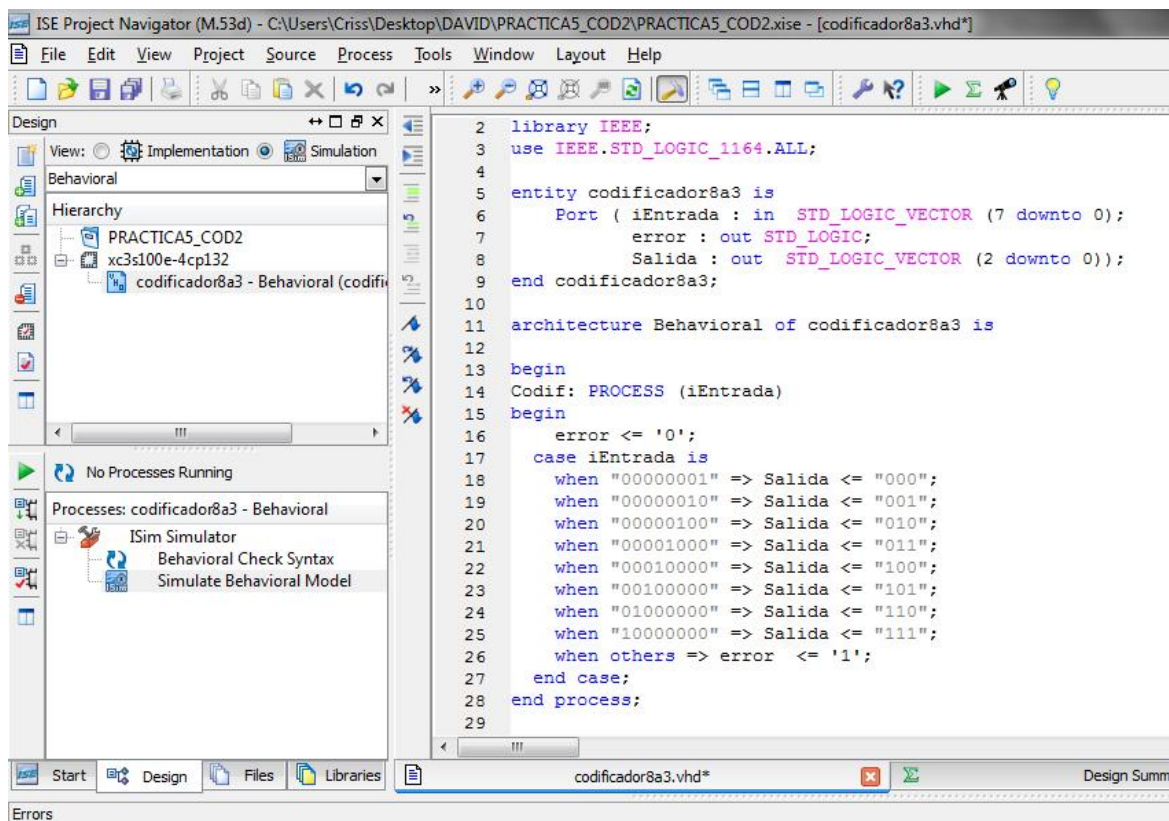 ISE Project Navigator (M.53d) - C:\Users\Criss\Desktop\DAVID\PRACTICA5_COD2\PRACTICA5_COD2.xise - [codificador8a3.vhd*]
File Edit View Project Source Process Tools Window Layout Help
Design
View: Implementation Simulation
Behavioral
Hierarchy
PRACTICA5_COD2
xc3s100e-4cp132
codificador8a3 - Behavioral (codifi
No Processes Running
Processes: codificador8a3 - Behavioral
ISim Simulator
Behavioral Check Syntax
Simulate Behavioral Model
Start Design Files Libraries
2 library IEEE;
3 use IEEE.STD_LOGIC_1164.ALL;
4
5 entity codificador8a3 is
6 Port ( iEntrada : in STD_LOGIC_VECTOR (7 downto 0);
7 error : out STD_LOGIC;
8 Salida : out STD_LOGIC_VECTOR (2 downto 0));
9 end codificador8a3;
10
11 architecture Behavioral of codificador8a3 is
12
13 begin
14 Codif: PROCESS (iEntrada)
15 begin
16 error <= '0';
17 case iEntrada is
18 when "00000001" => Salida <= "000";
19 when "00000010" => Salida <= "001";
20 when "00000100" => Salida <= "010";
21 when "00001000" => Salida <= "011";
22 when "00010000" => Salida <= "100";
23 when "00100000" => Salida <= "101";
24 when "01000000" => Salida <= "110";
25 when "10000000" => Salida <= "111";
26 when others => error <= '1';
27 end case;
28 end process;
29
codificador8a3.vhd* Design Summ
Errors